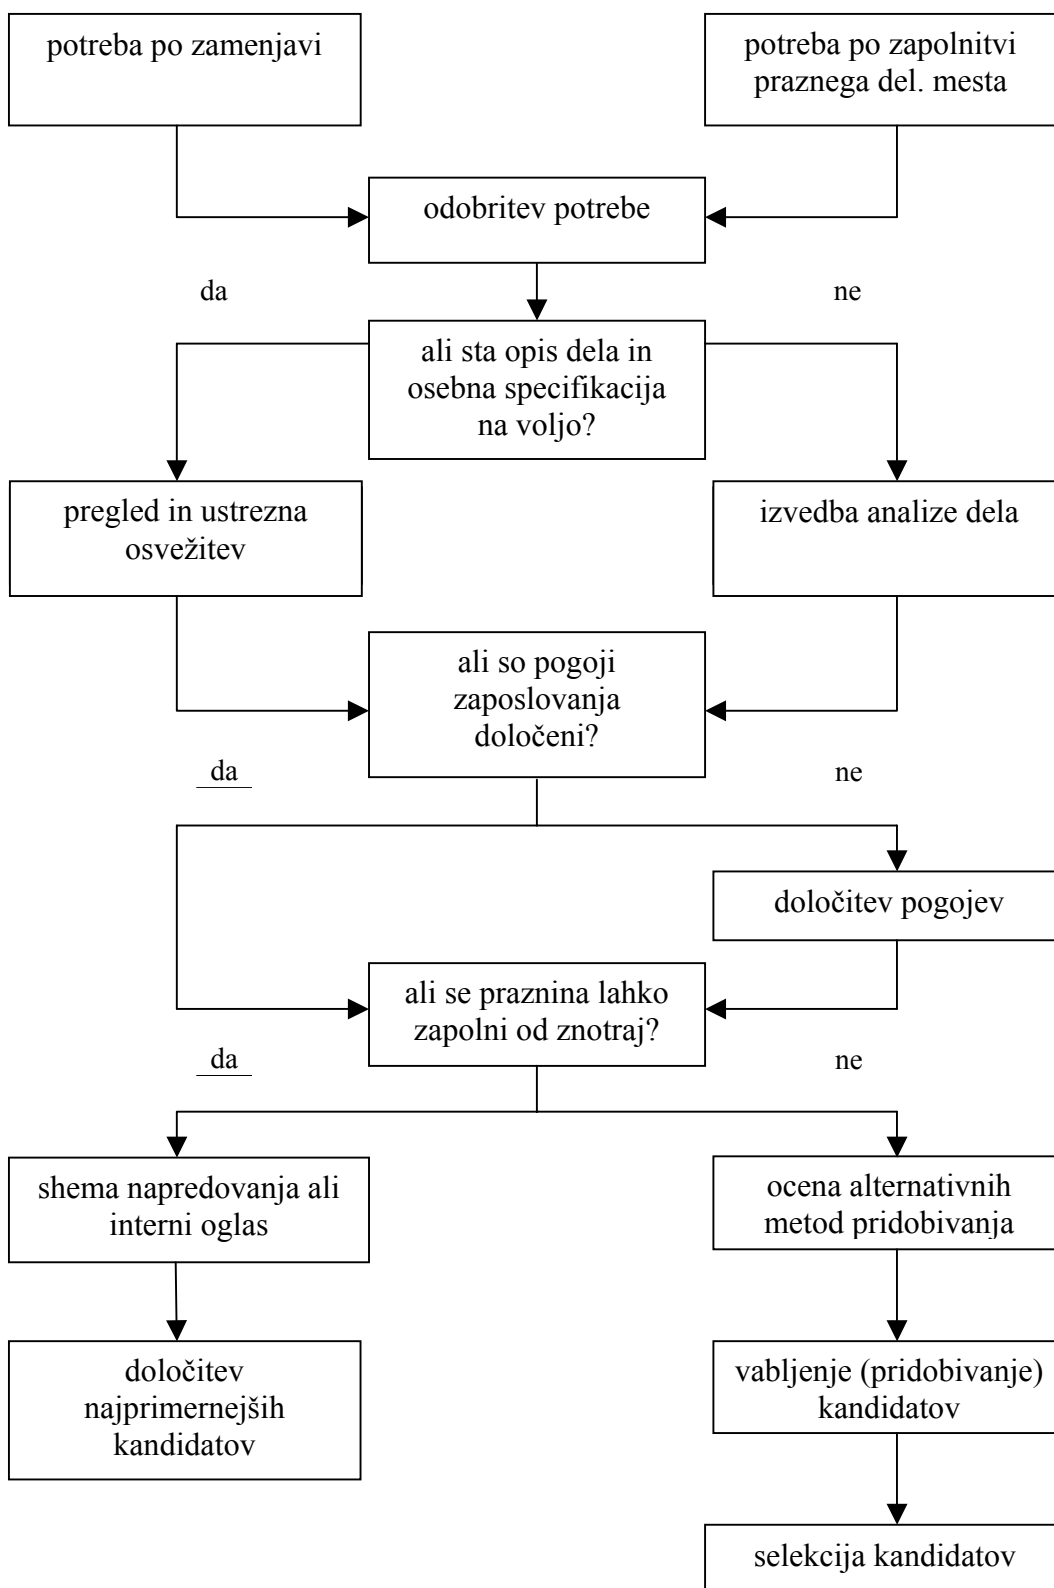 potreba po zamenjavi
potreba po zapolnitvi
praznega del. mesta
odobritev potrebe
da
ne
ali sta opis dela in
osebna specifikacija
na voljo?
pregled in ustrezna
osvežitev
izvedba analize dela
ali so pogoji
zaposlovanja
določeni?
da
ne
določitev pogojev
ali se praznina lahko
zapolni od znotraj?
da
ne
shema napredovanja ali
interni oglas
ocena alternativnih
metod pridobivanja
določitev
najprimernejših
kandidatov
vabljenje (pridobivanje)
kandidatov
selekcija kandidatov